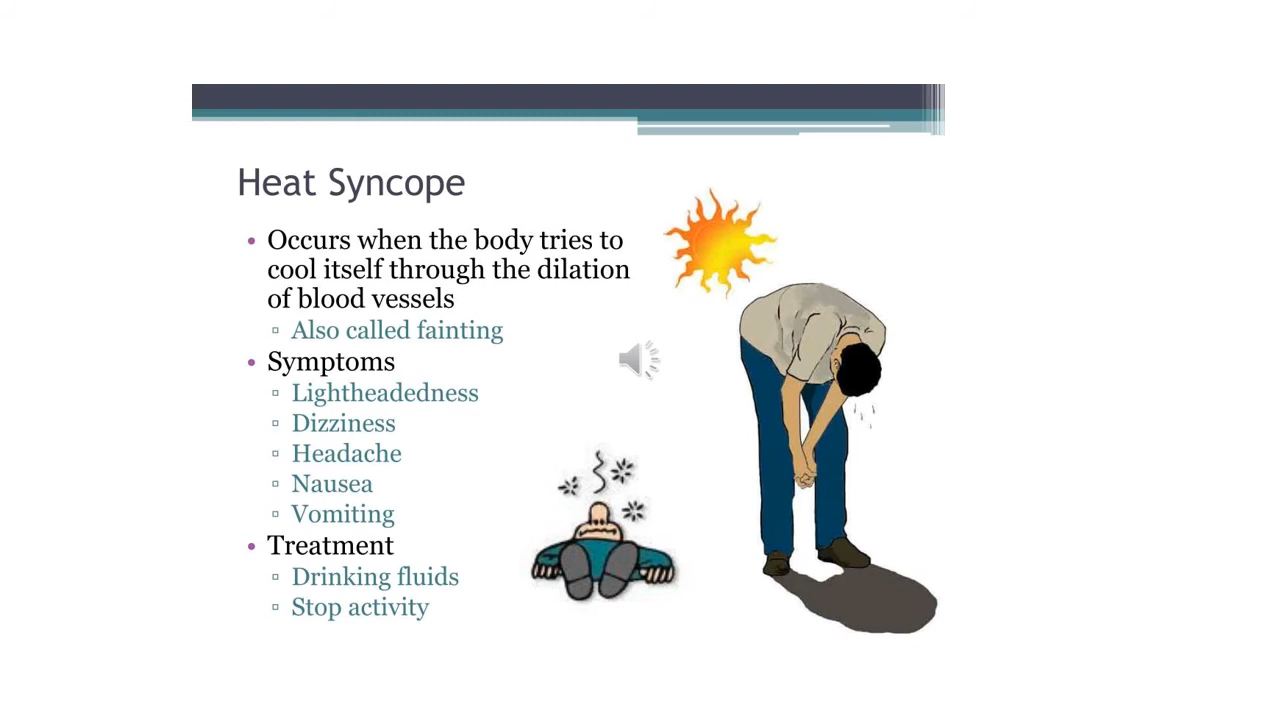 Heat Syncope
• Occurs when the body tries to
cool itself through the dilation
of blood vessels
▫ Also called fainting
• Symptoms
▫ Lightheadedness
▫ Dizziness
▫ Headache
▫ Nausea
▫ Vomiting
• Treatment
▫ Drinking fluids
▫ Stop activity